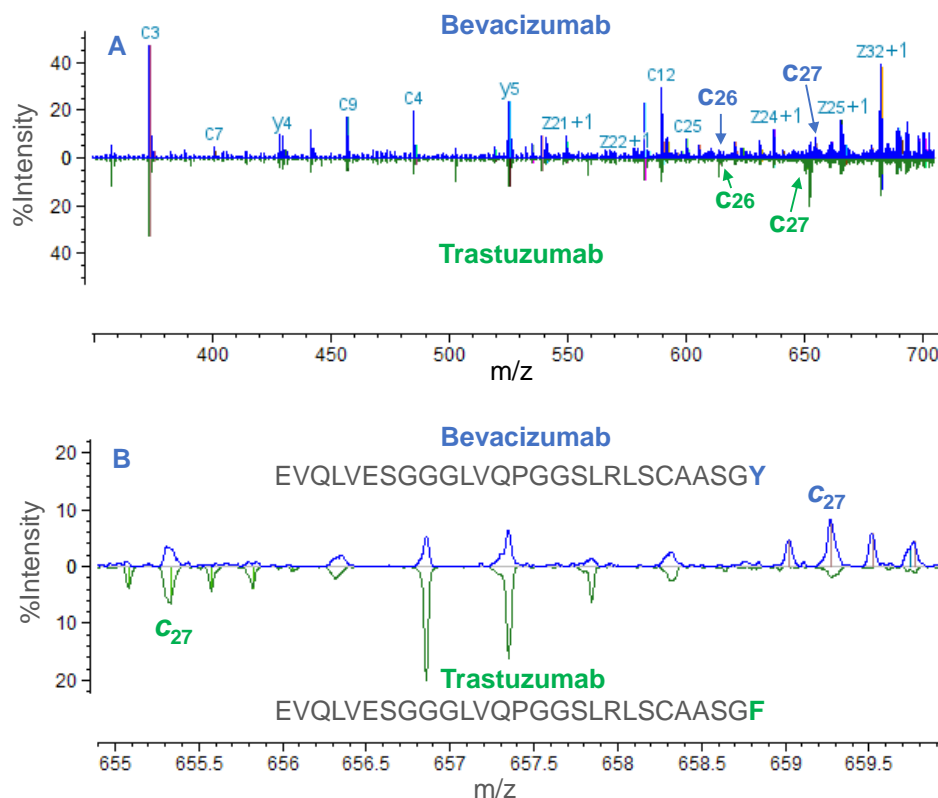 A
Bevacizumab
c3
c7
y4
c9
c4
y5
z21+1
z22+1
c12
c25
c26
c27
z24+1
z25+1
z32+1
c26
c27
Trastuzumab
%Intensity
40
20
0
20
40
400
450
500
550
600
650
700
m/z
B
Bevacizumab
EVQLVESGGGLVQPGGSLRLSCAASGY
c27
%Intensity
20
10
0
10
20
c27
Trastuzumab
EVQLVESGGGLVQPGGSLRLSCAASGF
655
655.5
656
656.5
657
657.5
658
658.5
659
659.5
m/z